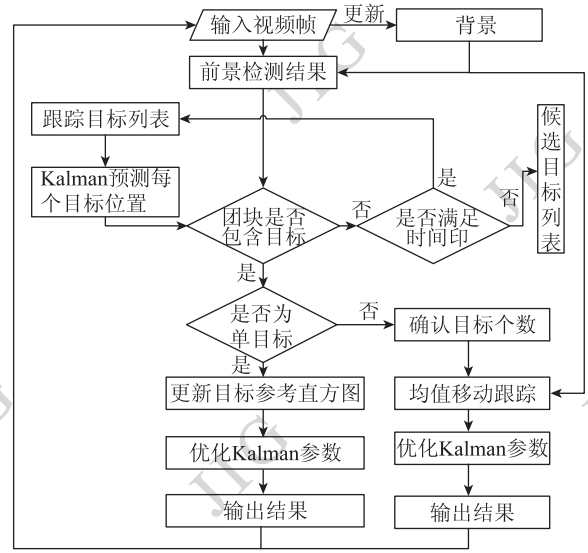 输入视频帧
更新
背景
前景检测结果
跟踪目标列表
候选目标列表
Kalman预测每
个目标位置
是
否
团块是否
包含目标
否
是否满足
时间印
是
是否为
单目标
否
确认目标个数
是
更新目标参考直方图
均值移动跟踪
优化Kalman参数
优化Kalman参数
输出结果
输出结果
JIG
JIG
JIG